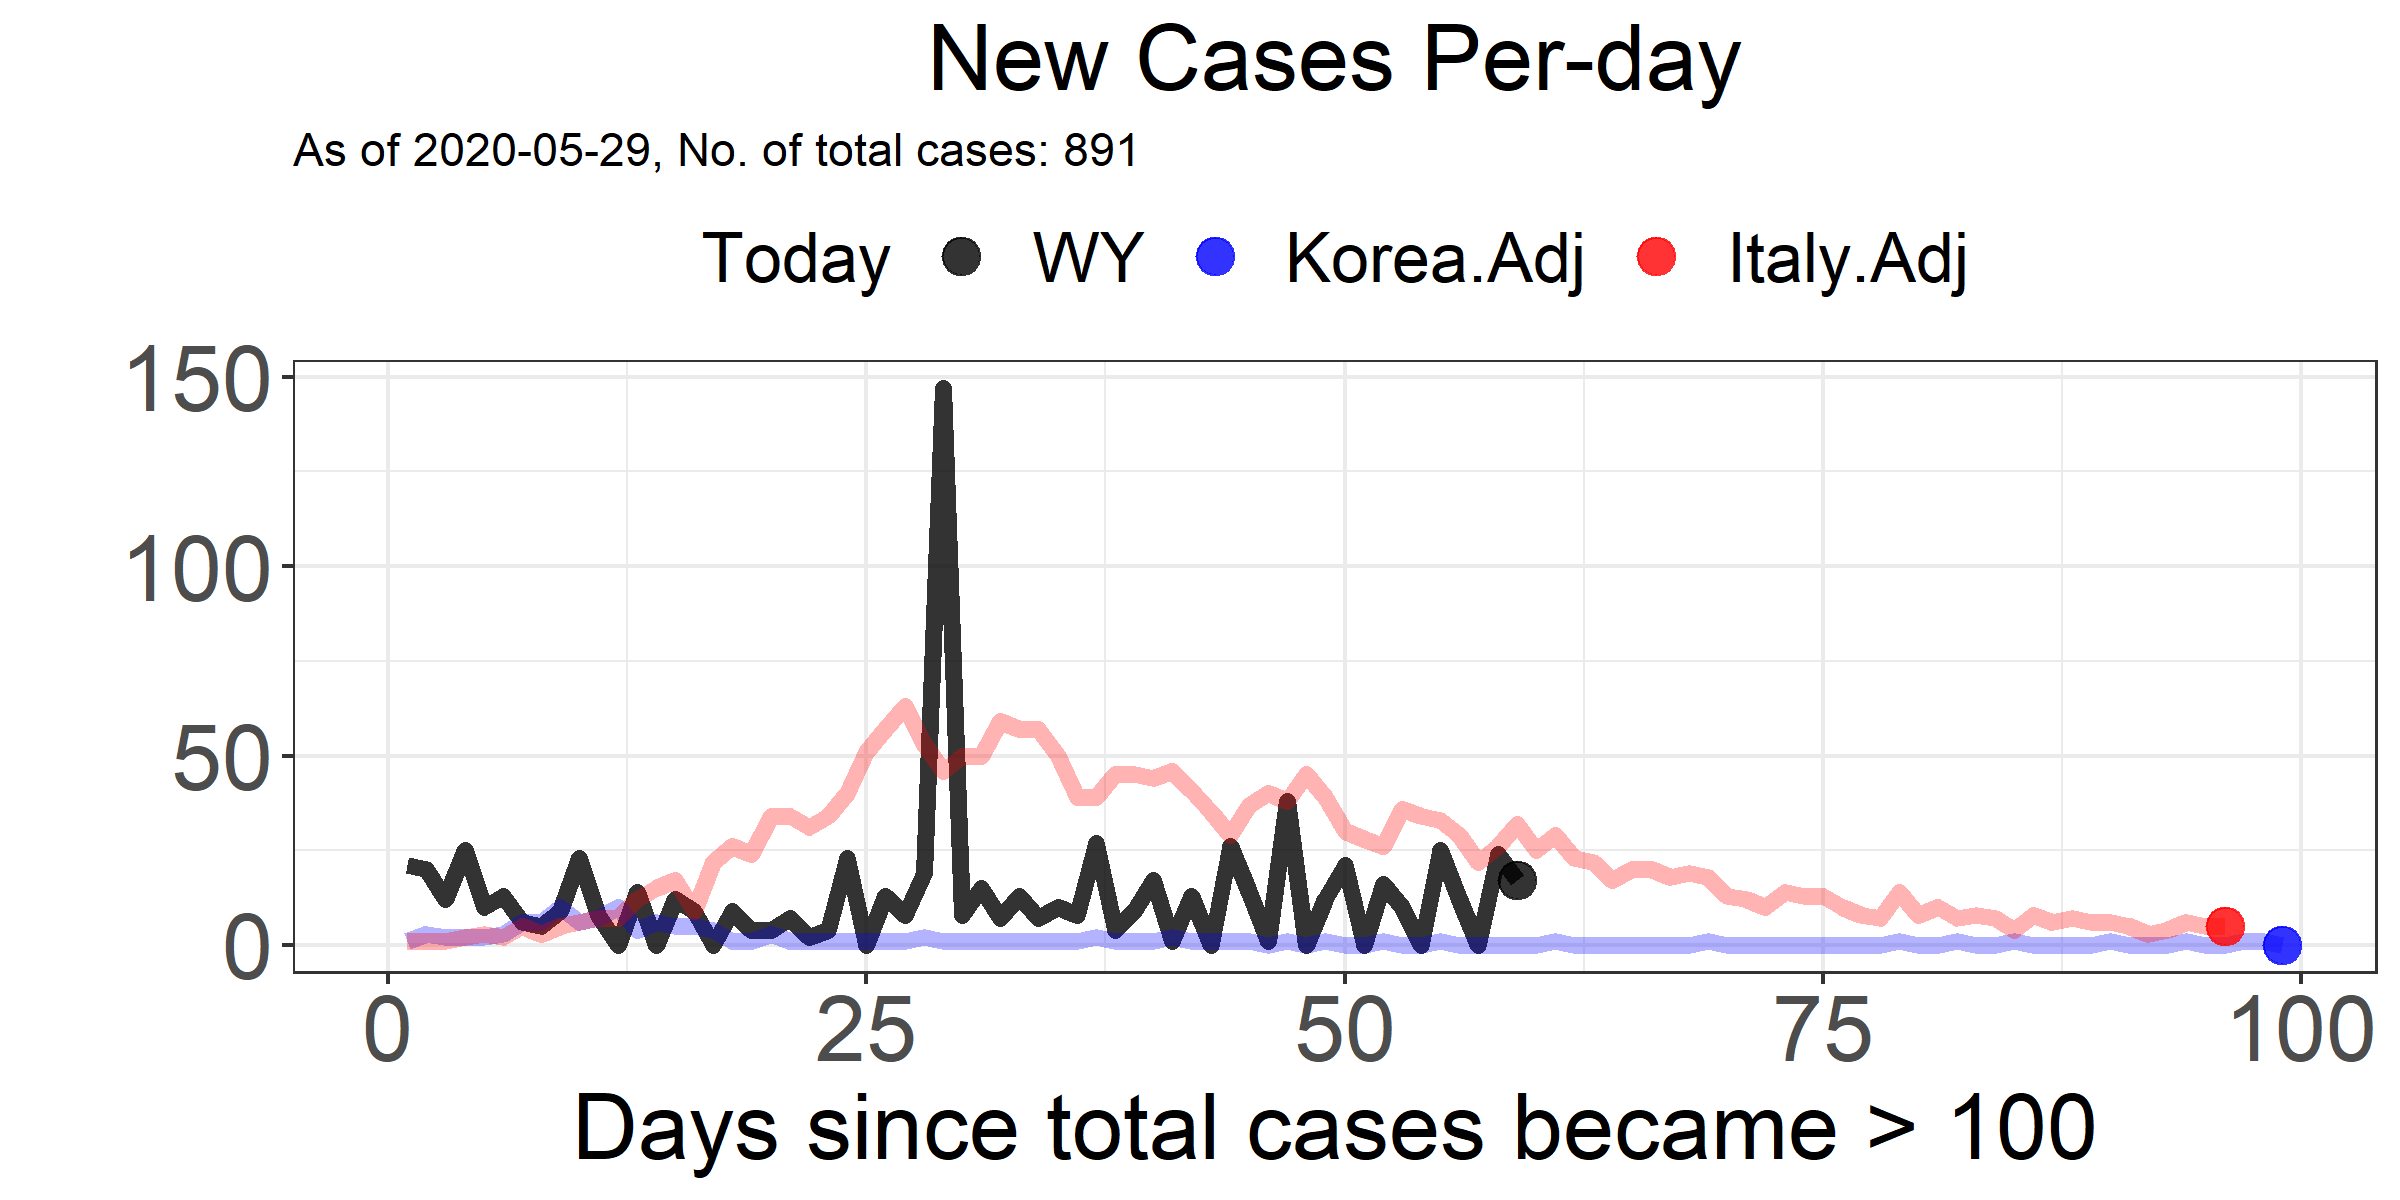 New Cases Per-day
As of 2020-05-29, No. of total cases: 891
Today WY Korea.Adj Italy.Adj
150
100
50
0
0 25 50 75 100
Days since total cases became > 100